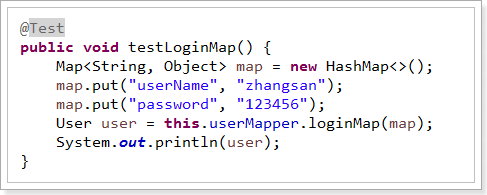 @Test
public void testLoginMap() {
    Map<String, Object> map = new HashMap<>();
    map.put("userName", "zhangsan");
    map.put("password", "123456");
    User user = this.userMapper.loginMap(map);
    System.out.println(user);
}